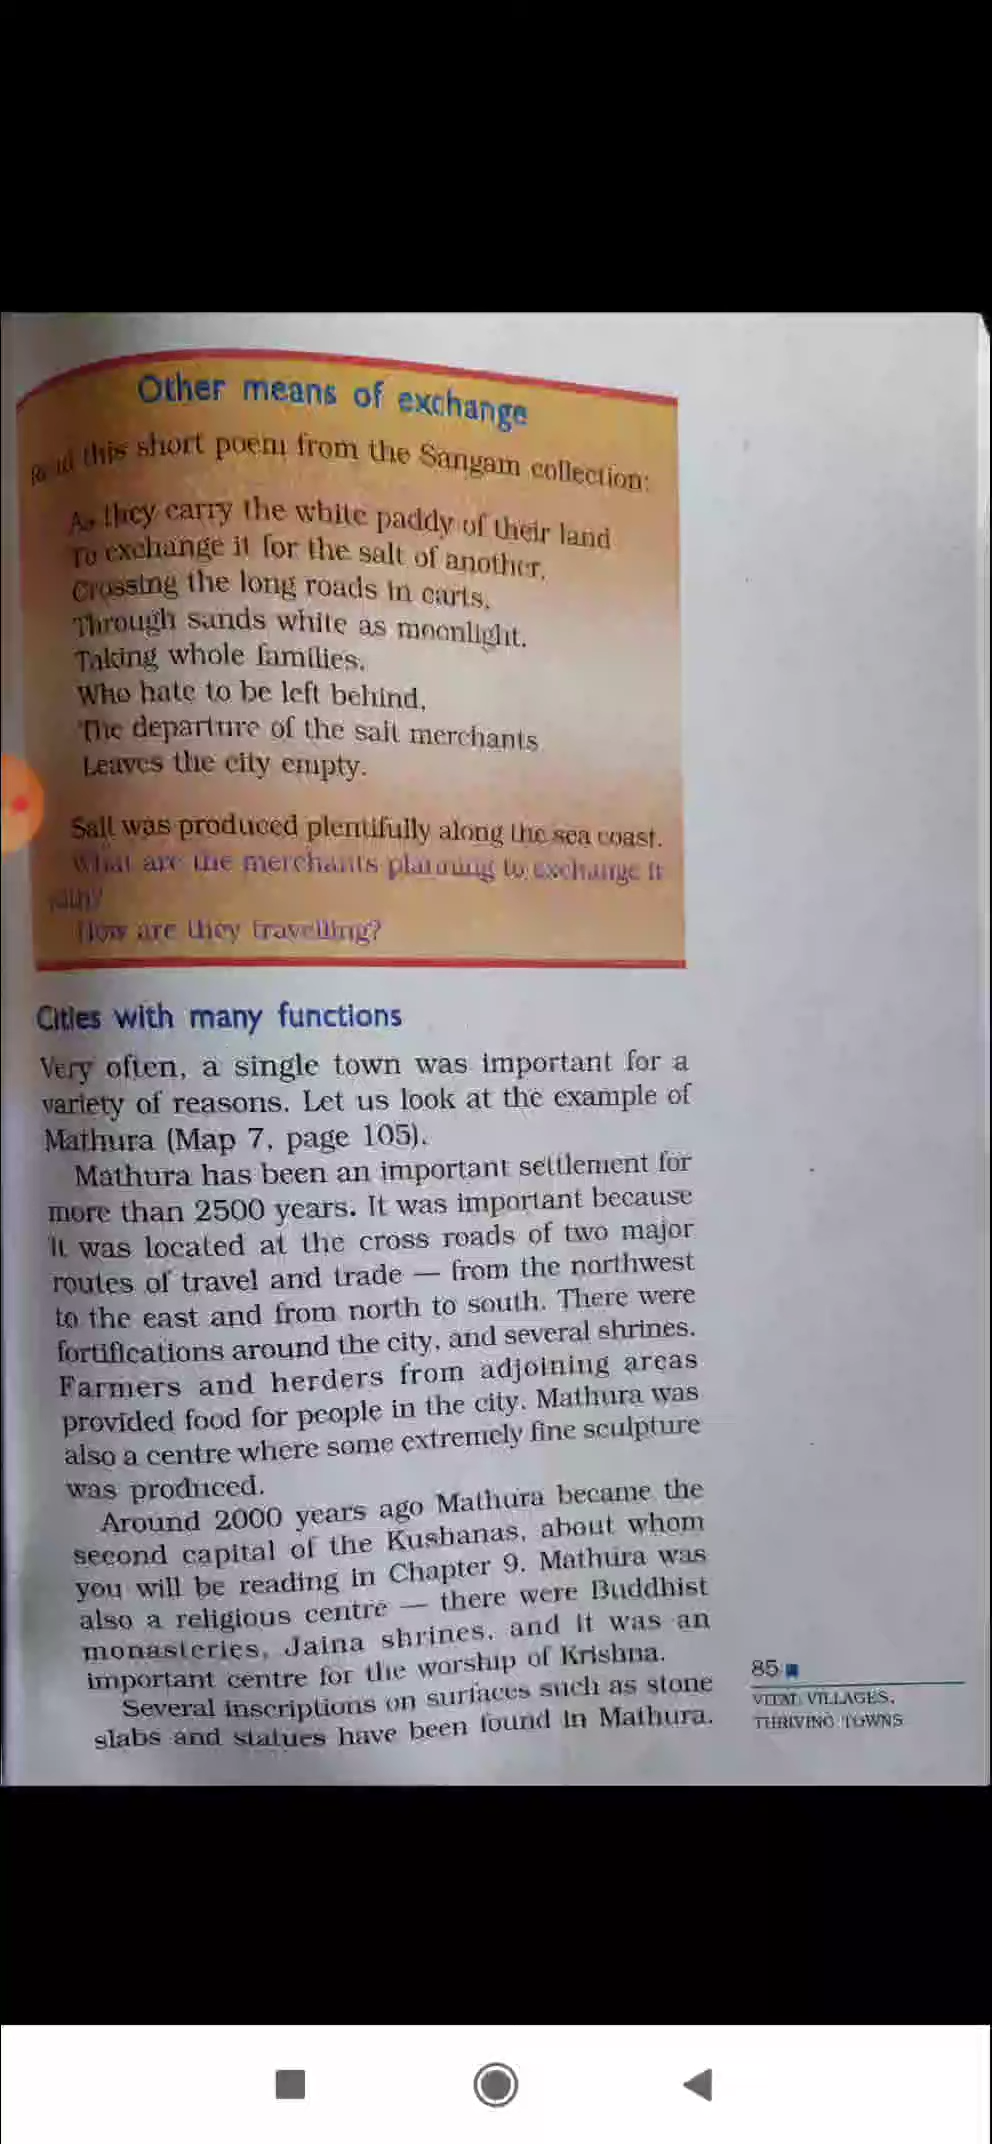 Other means of exchange
Read this short poem from the Sangam collection:
As they carry the white paddy of their land
To exchange it for the salt of another,
Crossing the long roads in carts,
Through sands white as moonlight,
Taking whole families,
Who hate to be left behind,
The departure of the salt merchants
Leaves the city empty.
Salt was produced plentifully along the sea coast.
What are the merchants planning to exchange it
with?
How are they travelling?
Cities with many functions
Very often, a single town was important for a
variety of reasons. Let us look at the example of
Mathura (Map 7, page 105).
Mathura has been an important settlement for
more than 2500 years. It was important because
it was located at the cross roads of two major
routes of travel and trade — from the northwest
to the east and from north to south. There were
fortifications around the city, and several shrines.
Farmers and herders from adjoining areas
provided food for people in the city. Mathura was
also a centre where some extremely fine sculpture
was produced.
Around 2000 years ago Mathura became the
second capital of the Kushanas, about whom
you will be reading in Chapter 9. Mathura was
also a religious centre — there were Buddhist
monasteries, Jaina shrines, and it was an
important centre for the worship of Krishna.
Several inscriptions on surfaces such as stone
slabs and statues have been found in Mathura.
85 ■
VITAL VILLAGES,
THRIVING TOWNS